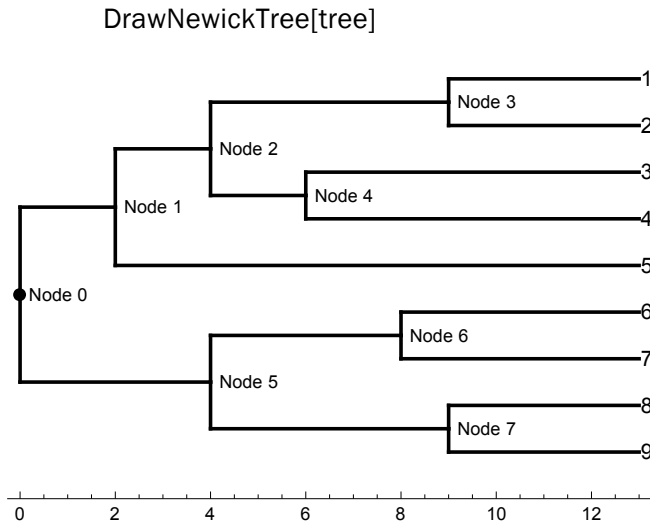 DrawNewickTree[tree]
1
Node 3
2
Node 2
3
Node 4
4
Node 1
5
Node 0
6
Node 6
7
Node 5
8
Node 7
9
0 2 4 6 8 10 12